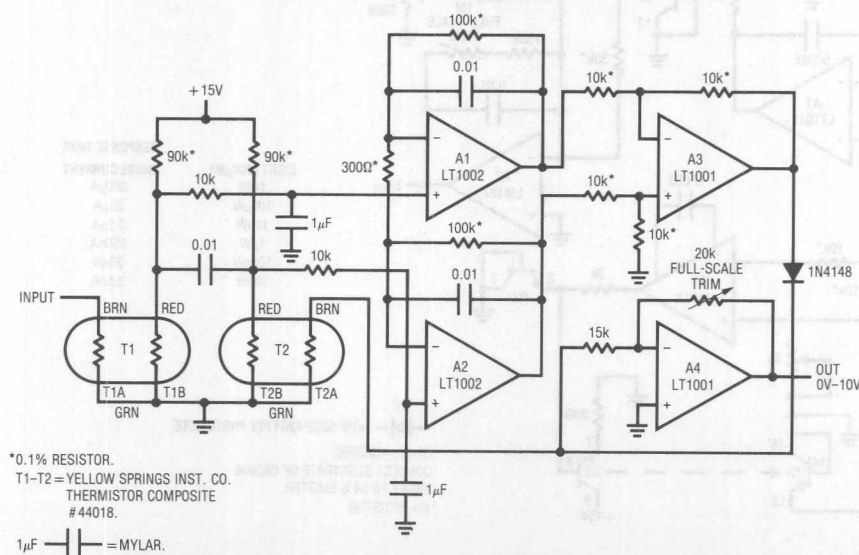 100k*
0.01
+15V
10k*
10k*
90k*
90k*
A1
LT1002
A3
LT1001
300Ω*
10k
10k*
1µF
100k*
10k*
0.01
10k
0.01
20k
FULL-SCALE
TRIM
1N4148
INPUT
BRN
RED
RED
BRN
15k
T1
T2
A2
LT1002
A4
LT1001
OUT
0V–10V
T1A
T1B
T2B
T2A
GRN
GRN
*0.1% RESISTOR.
T1–T2 = YELLOW SPRINGS INST. CO.
THERMISTOR COMPOSITE
#44018.
1µF
1µF = MYLAR.
RESPONSE DATA